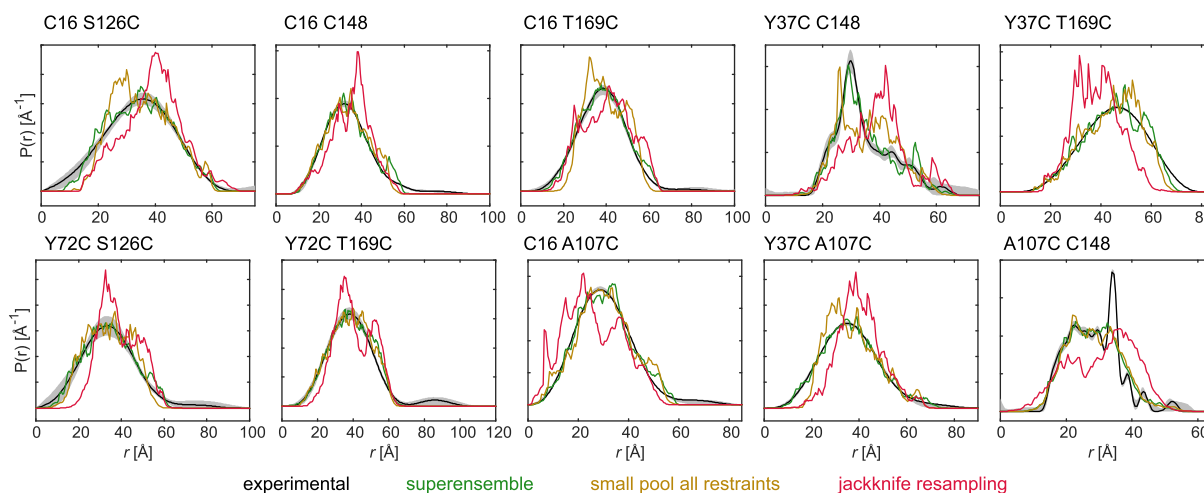 C16 S126C
C16 C148
C16 T169C
Y37C C148
Y37C T169C
P(r) [Å⁻¹]
0 20 40 60
0 20 40 60 80 100
0 20 40 60 80
0 20 40 60
0 20 40 60 8
Y72C S126C
Y72C T169C
C16 A107C
Y37C A107C
A107C C148
P(r) [Å⁻¹]
0 20 40 60 80 100
0 20 40 60 80 100 120
0 20 40 60 80
0 20 40 60 80
0 20 40 60
r [Å]
r [Å]
r [Å]
r [Å]
r [Å]
experimental superensemble small pool all restraints jackknife resampling